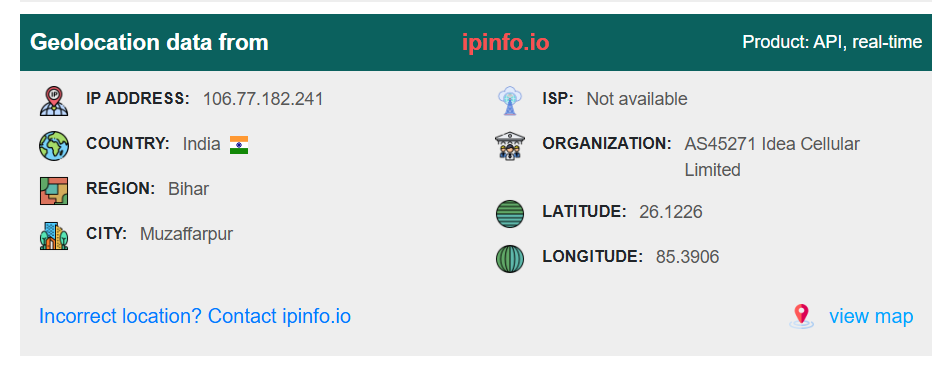 Geolocation data from ipinfo.io Product: API, real-time
IP ADDRESS: 106.77.182.241
COUNTRY: India
REGION: Bihar
CITY: Muzaffarpur
ISP: Not available
ORGANIZATION: AS45271 Idea Cellular
Limited
LATITUDE: 26.1226
LONGITUDE: 85.3906
Incorrect location? Contact ipinfo.io
view map